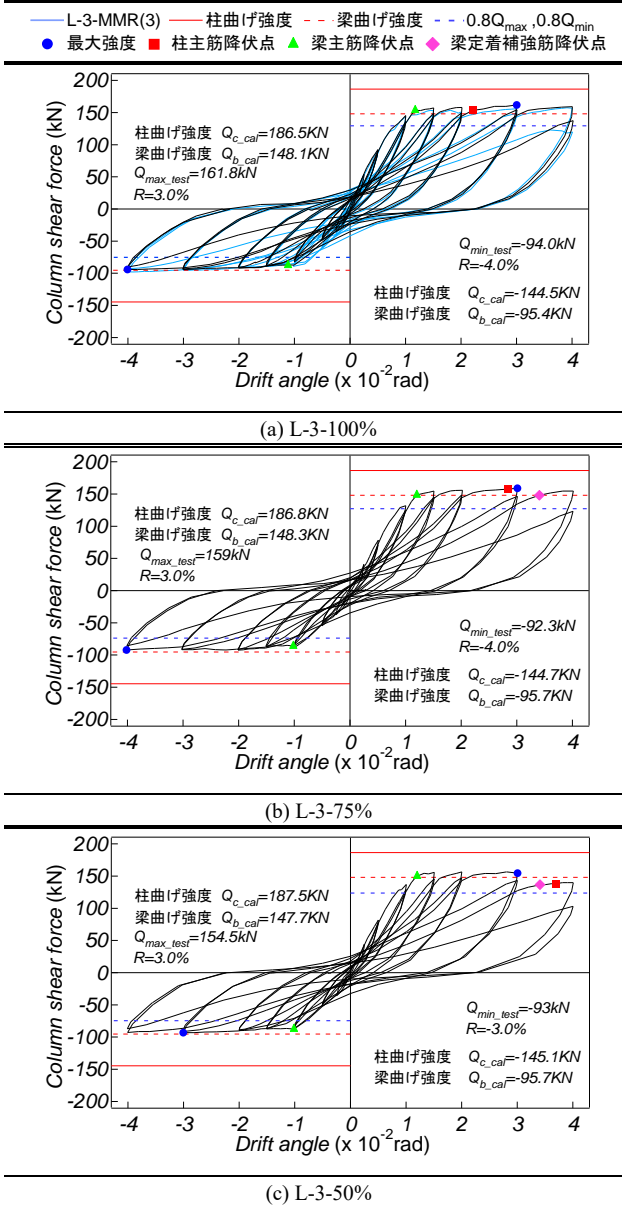 L-3-MMR(3) 柱曲げ強度 梁曲げ強度 0.8Qmax ,0.8Qmin
最大強度 柱主筋降伏点 梁主筋降伏点 梁定着補強筋降伏点
Column shear force (kN)
200
150
100
50
0
-50
-100
-150
-200
柱曲げ強度 Qc_cal=186.5KN
梁曲げ強度 Qb_cal=148.1KN
Qmax_test=161.8kN
R=3.0%
Qmin_test=-94.0kN
R=-4.0%
柱曲げ強度 Qc_cal=-144.5KN
梁曲げ強度 Qb_cal=-95.4KN
-4 -3 -2 -1 0 1 2 3 4
Drift angle (x 10-2 rad)
(a) L-3-100%
Column shear force (kN)
200
150
100
50
0
-50
-100
-150
-200
柱曲げ強度 Qc_cal=186.8KN
梁曲げ強度 Qb_cal=148.3KN
Qmax_test=159kN
R=3.0%
Qmin_test=-92.3kN
R=-4.0%
柱曲げ強度 Qc_cal=-144.7KN
梁曲げ強度 Qb_cal=-95.7KN
-4 -3 -2 -1 0 1 2 3 4
Drift angle (x 10-2 rad)
(b) L-3-75%
Column shear force (kN)
200
150
100
50
0
-50
-100
-150
-200
柱曲げ強度 Qc_cal=187.5KN
梁曲げ強度 Qb_cal=147.7KN
Qmax_test=154.5kN
R=3.0%
Qmin_test=-93kN
R=-3.0%
柱曲げ強度 Qc_cal=-145.1KN
梁曲げ強度 Qb_cal=-95.7KN
-4 -3 -2 -1 0 1 2 3 4
Drift angle (x 10-2 rad)
(c) L-3-50%